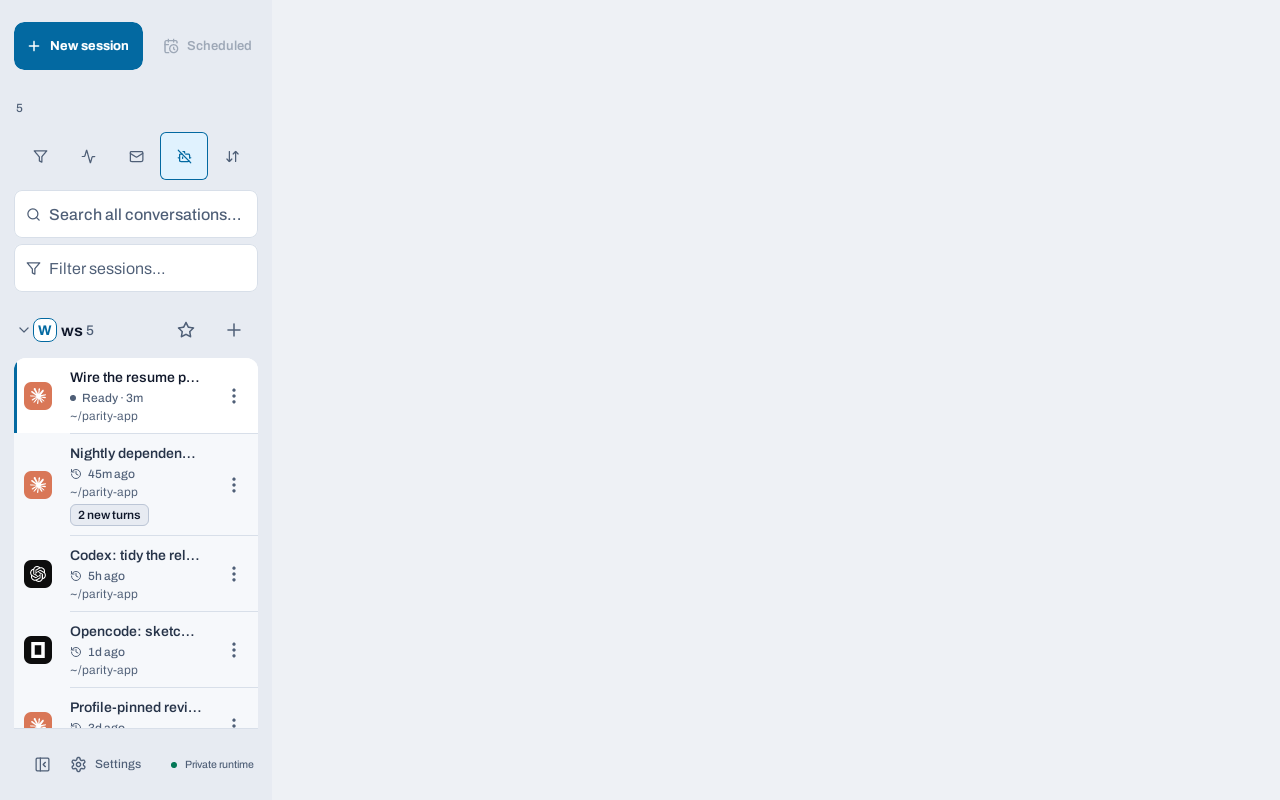 New session
Scheduled
5
Search all conversations...
Filter sessions...
W ws 5
Wire the resume p...
Ready · 3m
~/parity-app
Nightly dependen...
45m ago
~/parity-app
2 new turns
Codex: tidy the rel...
5h ago
~/parity-app
Opencode: sketc...
1d ago
~/parity-app
Profile-pinned revi...
Settings
Private runtime